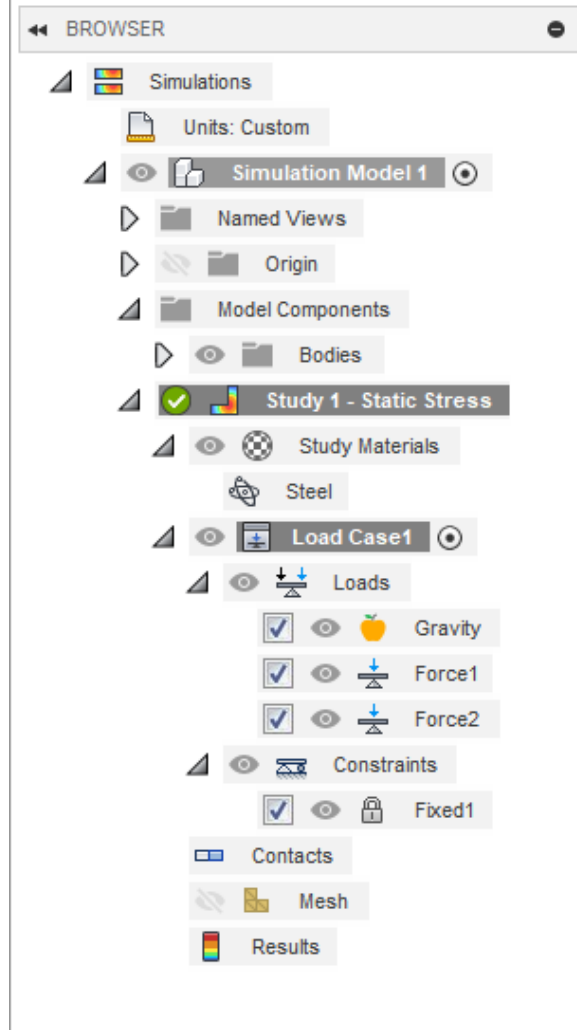 BROWSER
Simulations
Units: Custom
Simulation Model 1
Named Views
Origin
Model Components
Bodies
Study 1 - Static Stress
Study Materials
Steel
Load Case1
Loads
Gravity
Force1
Force2
Constraints
Fixed1
Contacts
Mesh
Results